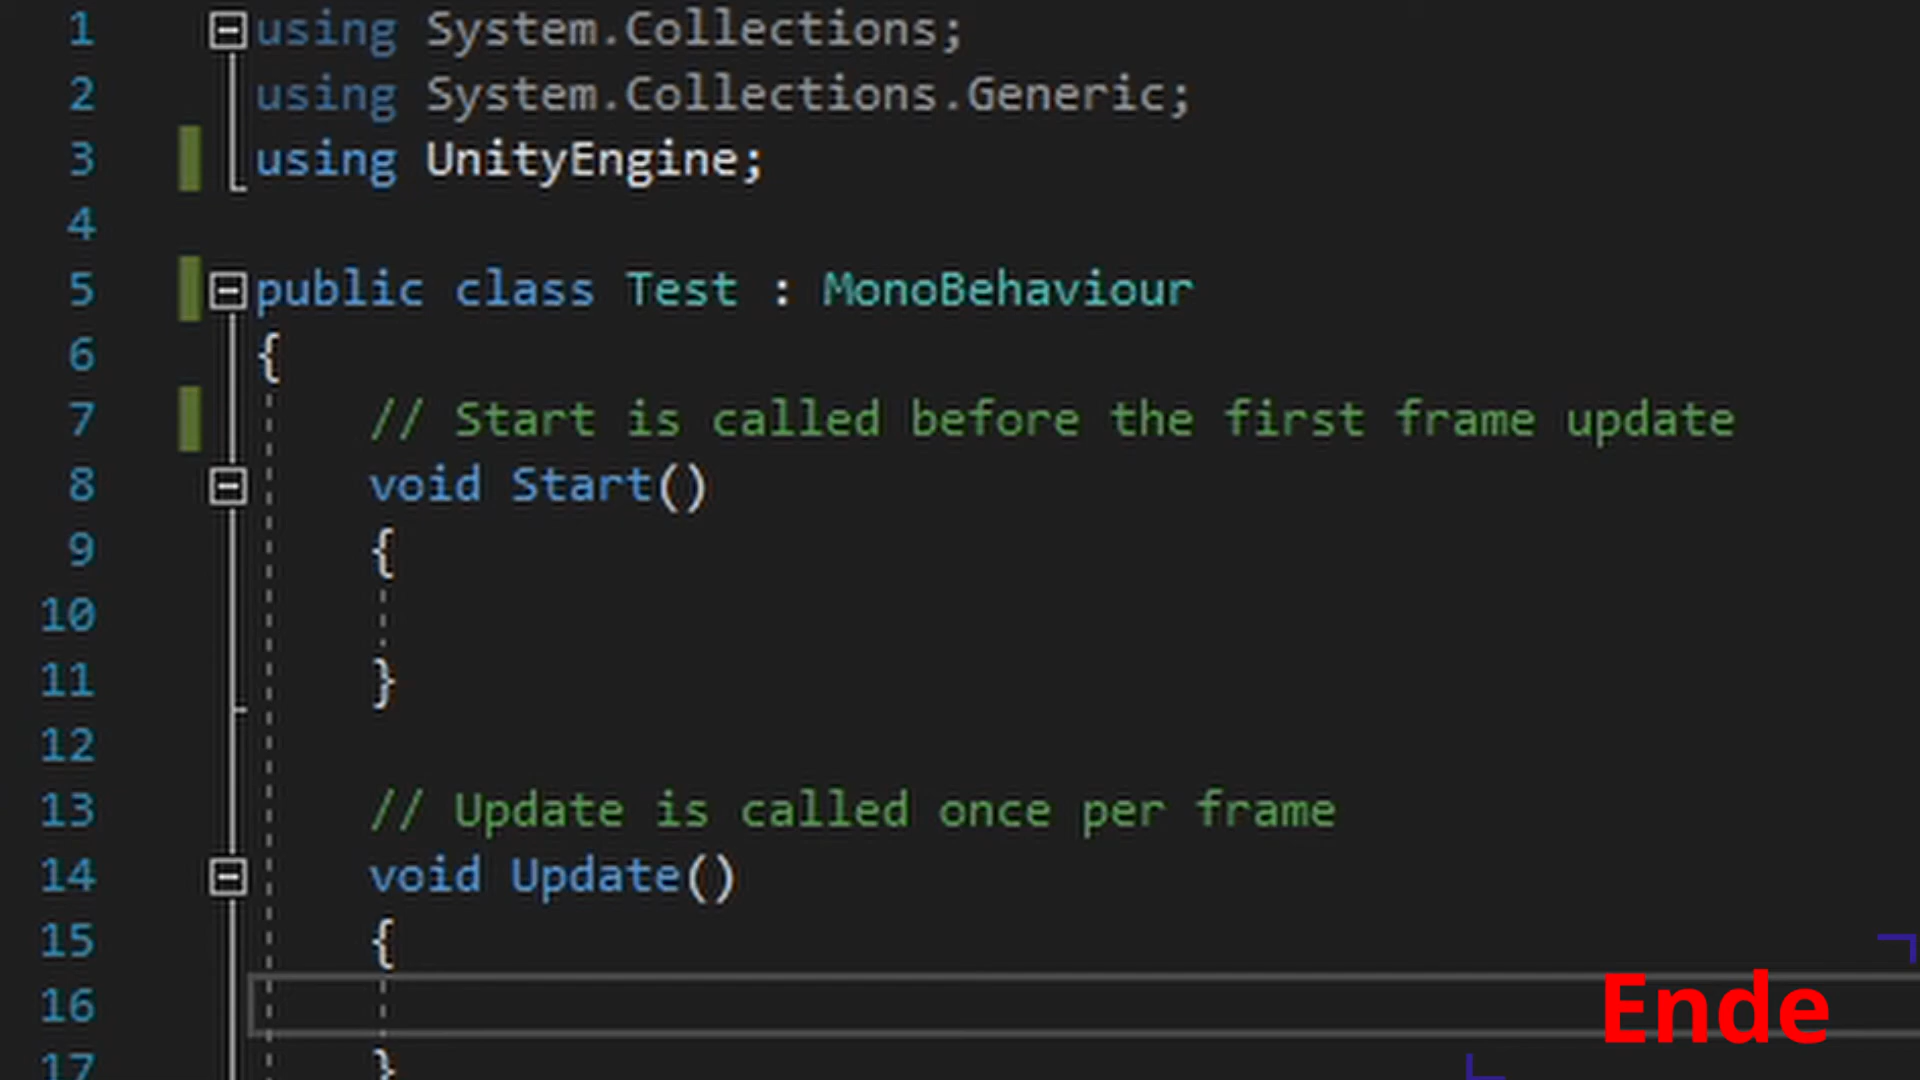 1 using System.Collections;
2 using System.Collections.Generic;
3 using UnityEngine;
4
5 public class Test : MonoBehaviour
6 {
7 // Start is called before the first frame update
8 void Start()
9 {
10
11 }
12
13 // Update is called once per frame
14 void Update()
15 {
16
17 }
Ende